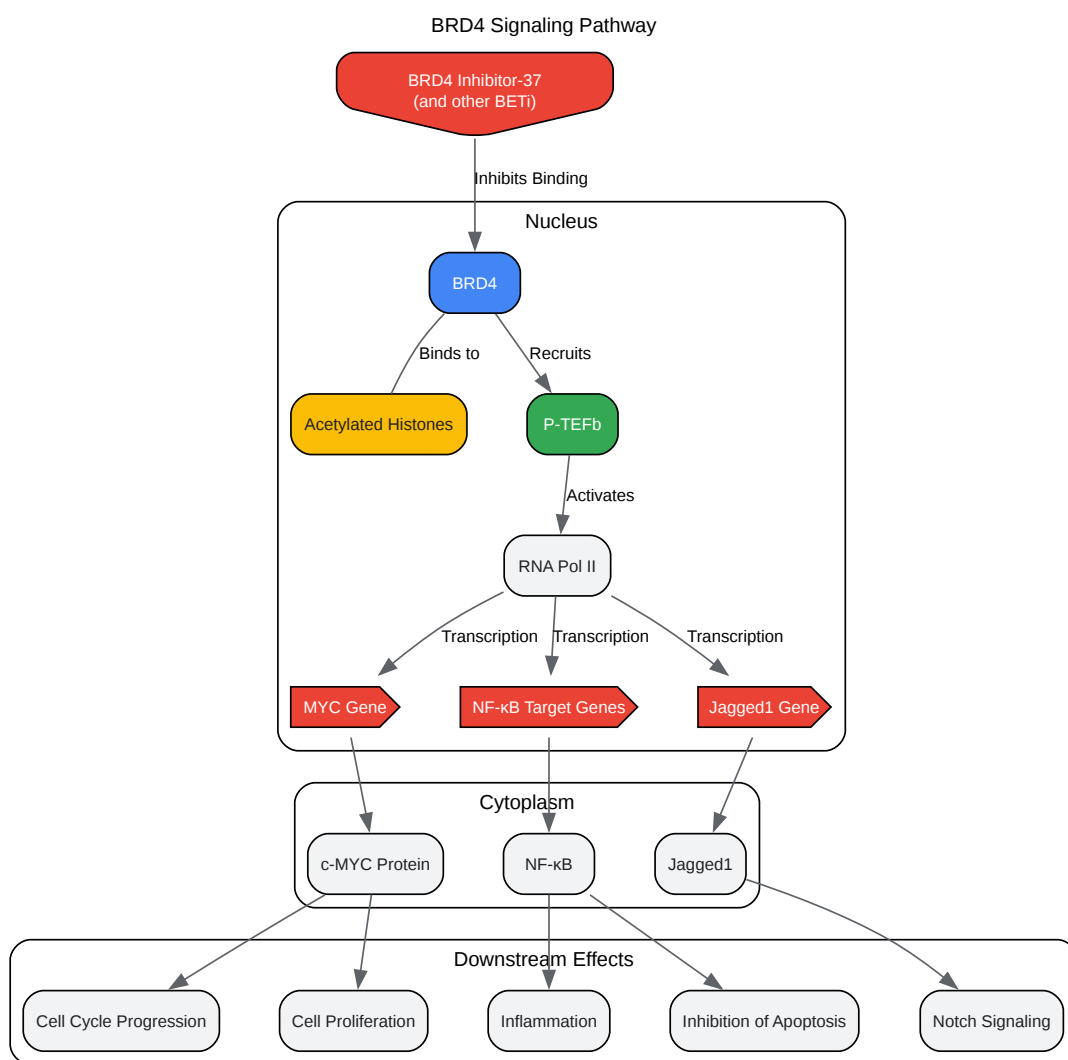 BRD4 Signaling Pathway
BRD4 Inhibitor-37
(and other BETi)
Inhibits Binding
Nucleus
BRD4
Binds to
Recruits
Acetylated Histones
P-TEFb
Activates
RNA Pol II
Transcription
Transcription
Transcription
MYC Gene
NF-κB Target Genes
Jagged1 Gene
Cytoplasm
c-MYC Protein
NF-κB
Jagged1
Downstream Effects
Cell Cycle Progression
Cell Proliferation
Inflammation
Inhibition of Apoptosis
Notch Signaling